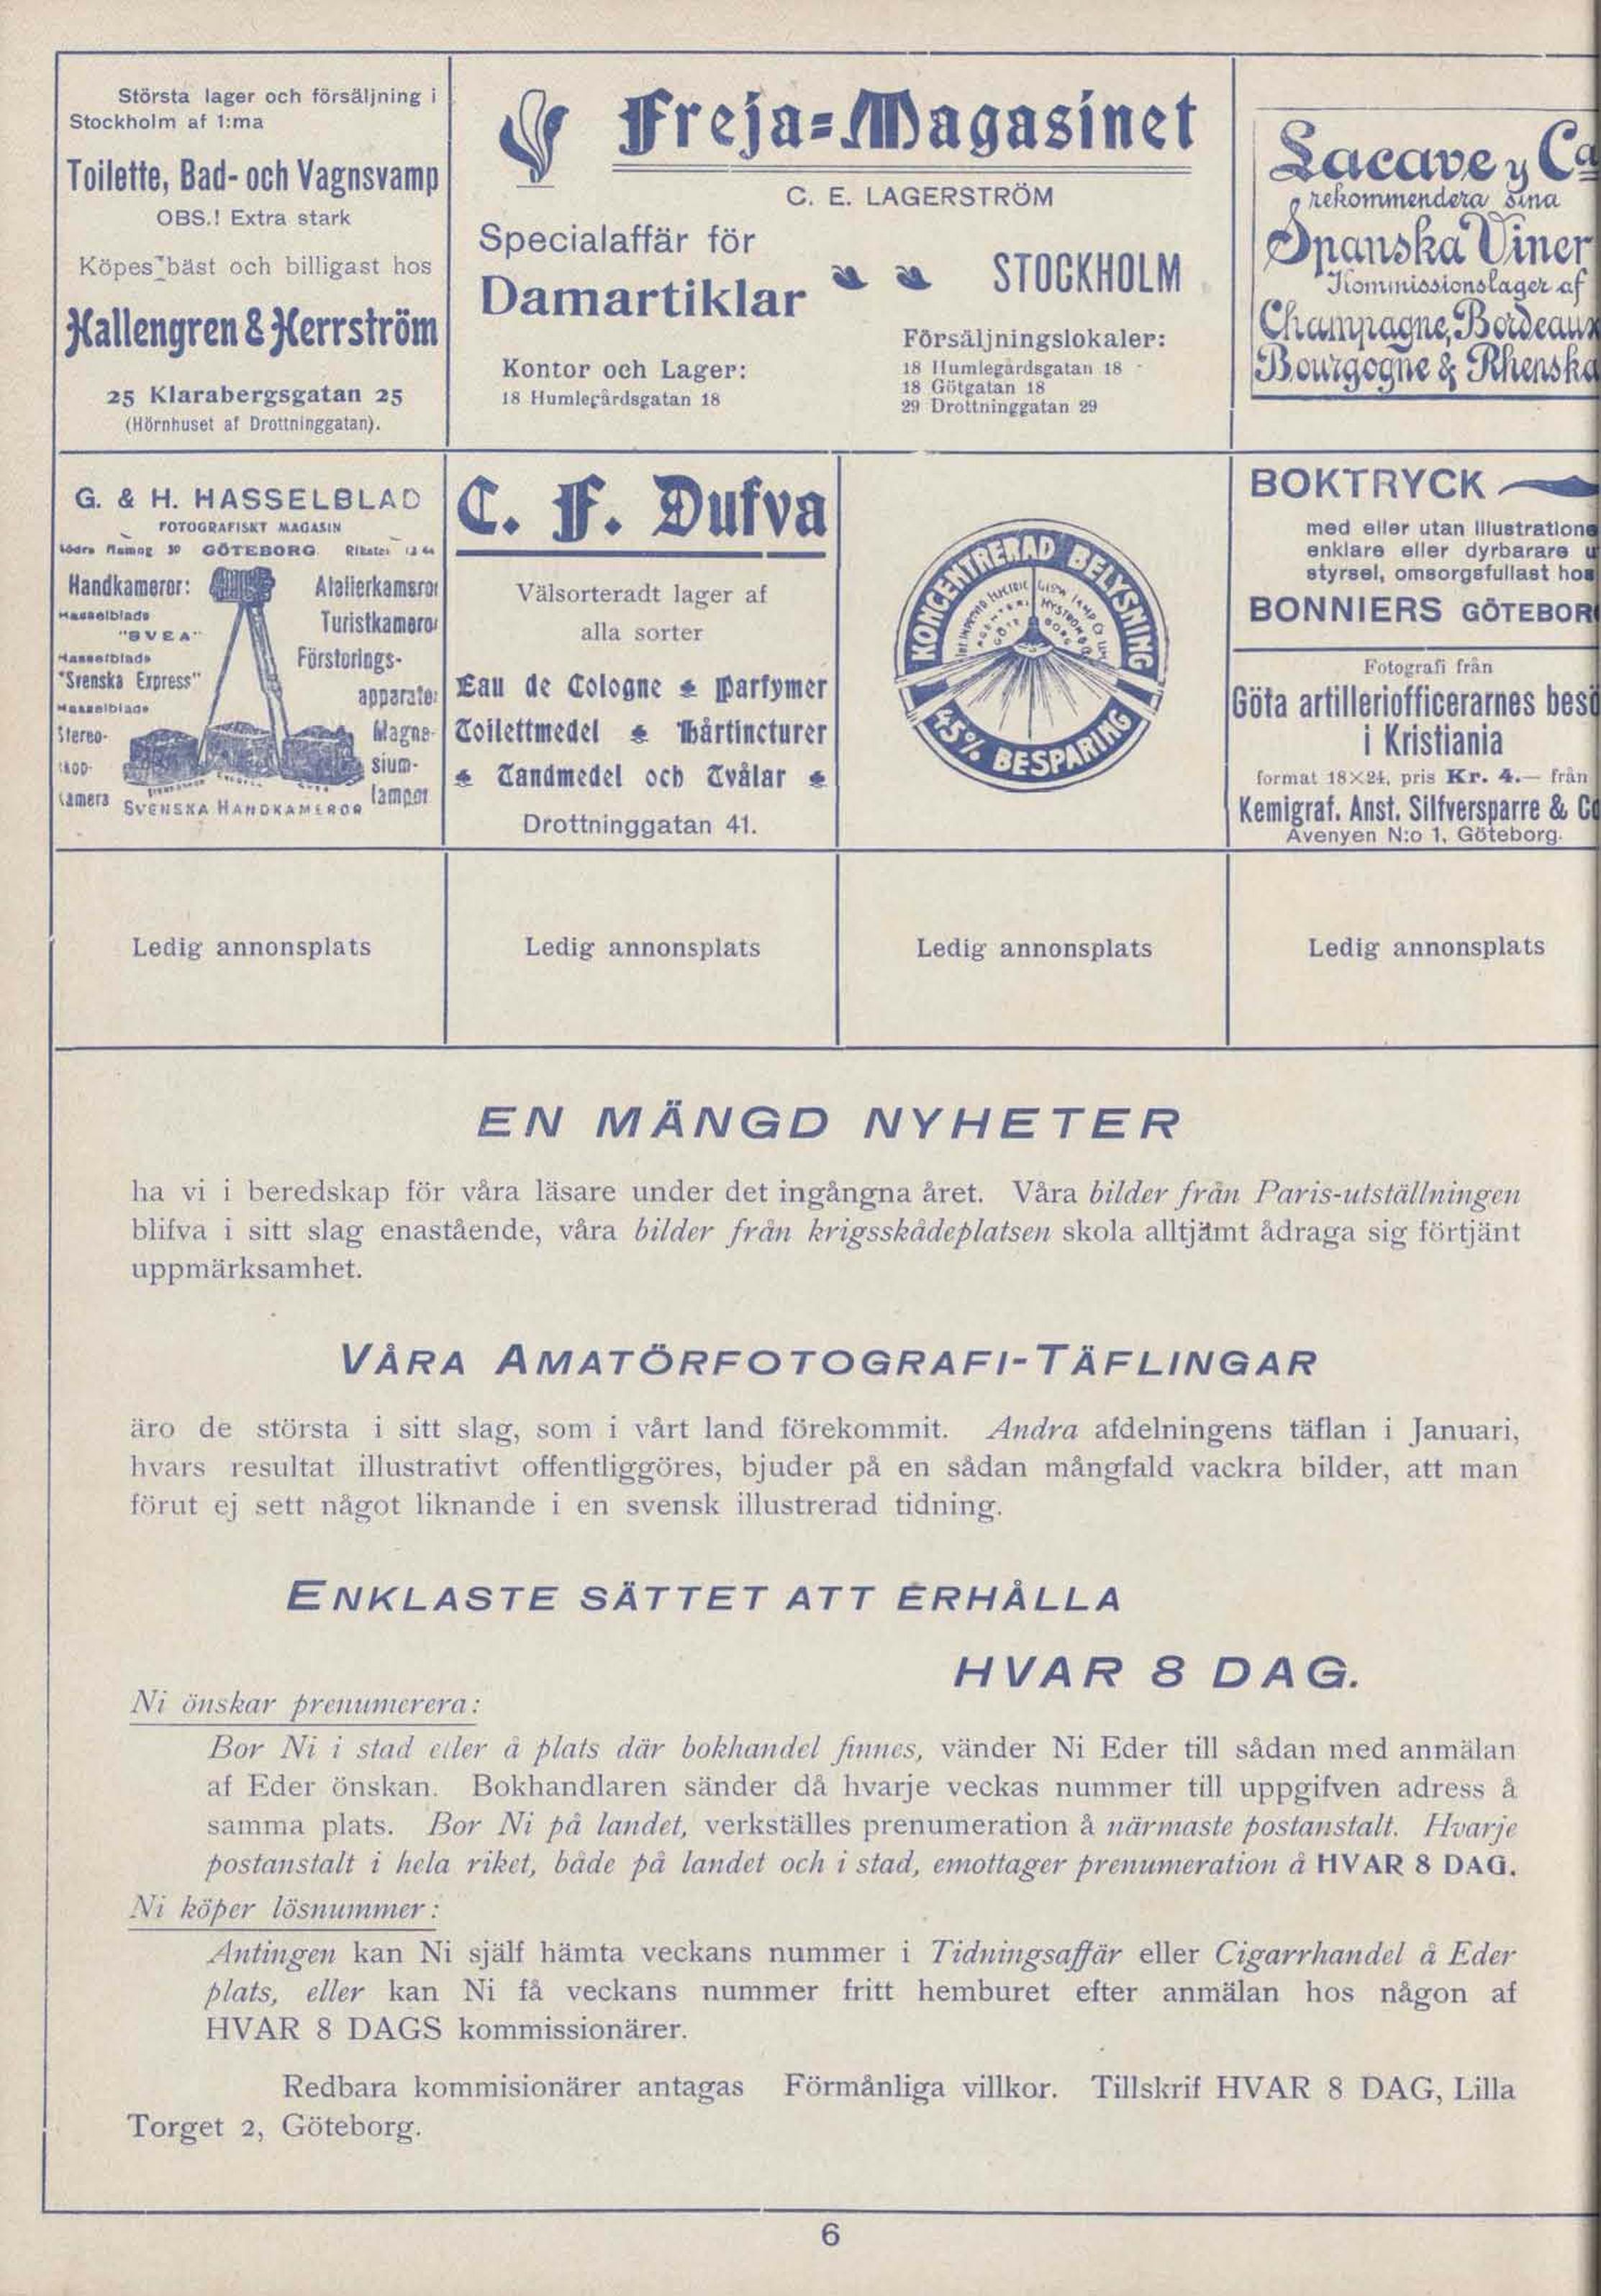 Största lager och försäljning i
Stockholm af 1:ma
Toilette, Bad- och Vagnsvamp
OBS.! Extra stark
Köpes bäst och billigast hos
Hallengren & Herrström
25 Klarabergsgatan 25
(Hörnhuset af Drottninggatan).
Freja-Magasinet
C. E. LAGERSTRÖM
Specialaffär för
Damartiklar
STOCKHOLM
Kontor och Lager:
18 Humlegårdsgatan 18
Försäljningslokaler:
18 Humlegårdsgatan 18
18 Götgatan 18
29 Drottninggatan 29
Lacave y Ca
rekommendera sina
Spanska Viner
Kommissionslager af
Champagne, Bordeaux
Bourgogne & Rhenska
G. & H. HASSELBLAD
FOTOGRAFISKT MAGASIN
Södra Hamng 30 GÖTEBORG.
Handkameror:
Hasselblads
"SVEA"
Hasselblads
"Svenska Express"
Hasselblads
Stereo-
skop-
kamera
Atalierkameror
Turistkameror
Förstorings-
apparater
Magne-
sium-
lampor
SVENSKA HANDKAMEROR
C. F. Dufva
Välsorteradt lager af
alla sorter
Eau de Cologne Parfymer
Toilettmedel Hårtincturer
Tandmedel och Tvålar
Drottninggatan 41.
KONCENTRERAD BELYSNING
45% BESPARING
BOKTRYCK
med eller utan illustratione
enklare eller dyrbarare u
styrsel, omsorgsfullast hos
BONNIERS GÖTEBOR
Fotografi från
Göta artilleriofficerarnes besö
i Kristiania
format 18×24, pris Kr. 4.— från
Kemigraf. Anst. Silfversparre & Co
Avenyen N:o 1, Göteborg.
Ledig annonsplats
Ledig annonsplats
Ledig annonsplats
Ledig annonsplats
EN MÄNGD NYHETER
ha vi i beredskap för våra läsare under det ingångna året. Våra bilder från Paris-utställningen
blifva i sitt slag enastående, våra bilder från krigsskådeplatsen skola alltjämt ådraga sig förtjänt
uppmärksamhet.
VÅRA AMATÖRFOTOGRAFI-TÄFLINGAR
äro de största i sitt slag, som i vårt land förekommit. Andra afdelningens täflan i Januari,
hvars resultat illustrativt offentliggöres, bjuder på en sådan mångfald vackra bilder, att man
förut ej sett något liknande i en svensk illustrerad tidning.
ENKLASTE SÄTTET ATT ERHÅLLA
HVAR 8 DAG.
Ni önskar prenumerera:
Bor Ni i stad eller å plats där bokhandel finnes, vänder Ni Eder till sådan med anmälan
af Eder önskan. Bokhandlaren sänder då hvarje veckas nummer till uppgifven adress å
samma plats. Bor Ni på landet, verkställes prenumeration å närmaste postanstalt. Hvarje
postanstalt i hela riket, både på landet och i stad, emottager prenumeration å HVAR 8 DAG.
Ni köper lösnummer:
Antingen kan Ni själf hämta veckans nummer i Tidningsaffär eller Cigarrhandel å Eder
plats, eller kan Ni få veckans nummer fritt hemburet efter anmälan hos någon af
HVAR 8 DAGS kommissionärer.
Redbara kommisionärer antagas Förmånliga villkor. Tillskrif HVAR 8 DAG, Lilla
Torget 2, Göteborg.
6